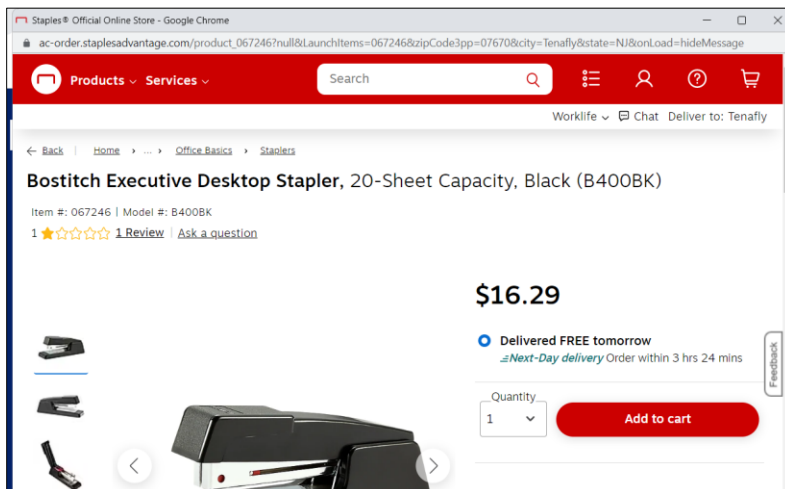 Staples® Official Online Store - Google Chrome
ac-order.staplesadvantage.com/product_067246?null&LaunchItems=067246&zipCode3pp=07670&city=Tenafly&state=NJ&onLoad=hideMessage
Products Services Search
Worklife Chat Deliver to: Tenafly
Back Home › ... › Office Basics › Staplers
Bostitch Executive Desktop Stapler, 20-Sheet Capacity, Black (B400BK)
Item #: 067246 | Model #: B400BK
1 1 Review | Ask a question
$16.29
Delivered FREE tomorrow
Next-Day delivery Order within 3 hrs 24 mins
Feedback
Quantity
1 Add to cart